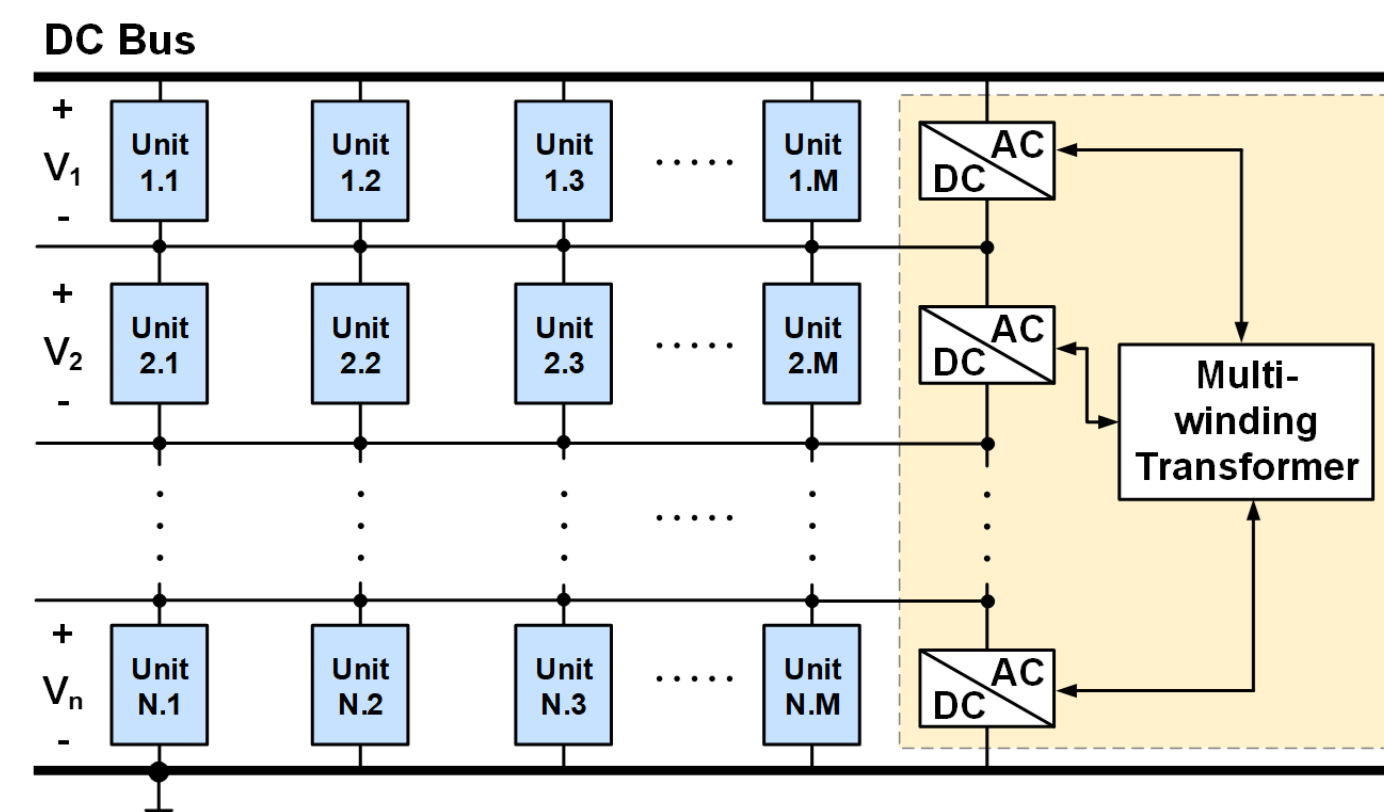 DC Bus
+
V₁
-
Unit
1.1
Unit
1.2
Unit
1.3
.....
Unit
1.M
AC
DC
+
V₂
-
Unit
2.1
Unit
2.2
Unit
2.3
.....
Unit
2.M
AC
DC
Multi-
winding
Transformer
.....
+
Vₙ
-
Unit
N.1
Unit
N.2
Unit
N.3
.....
Unit
N.M
AC
DC